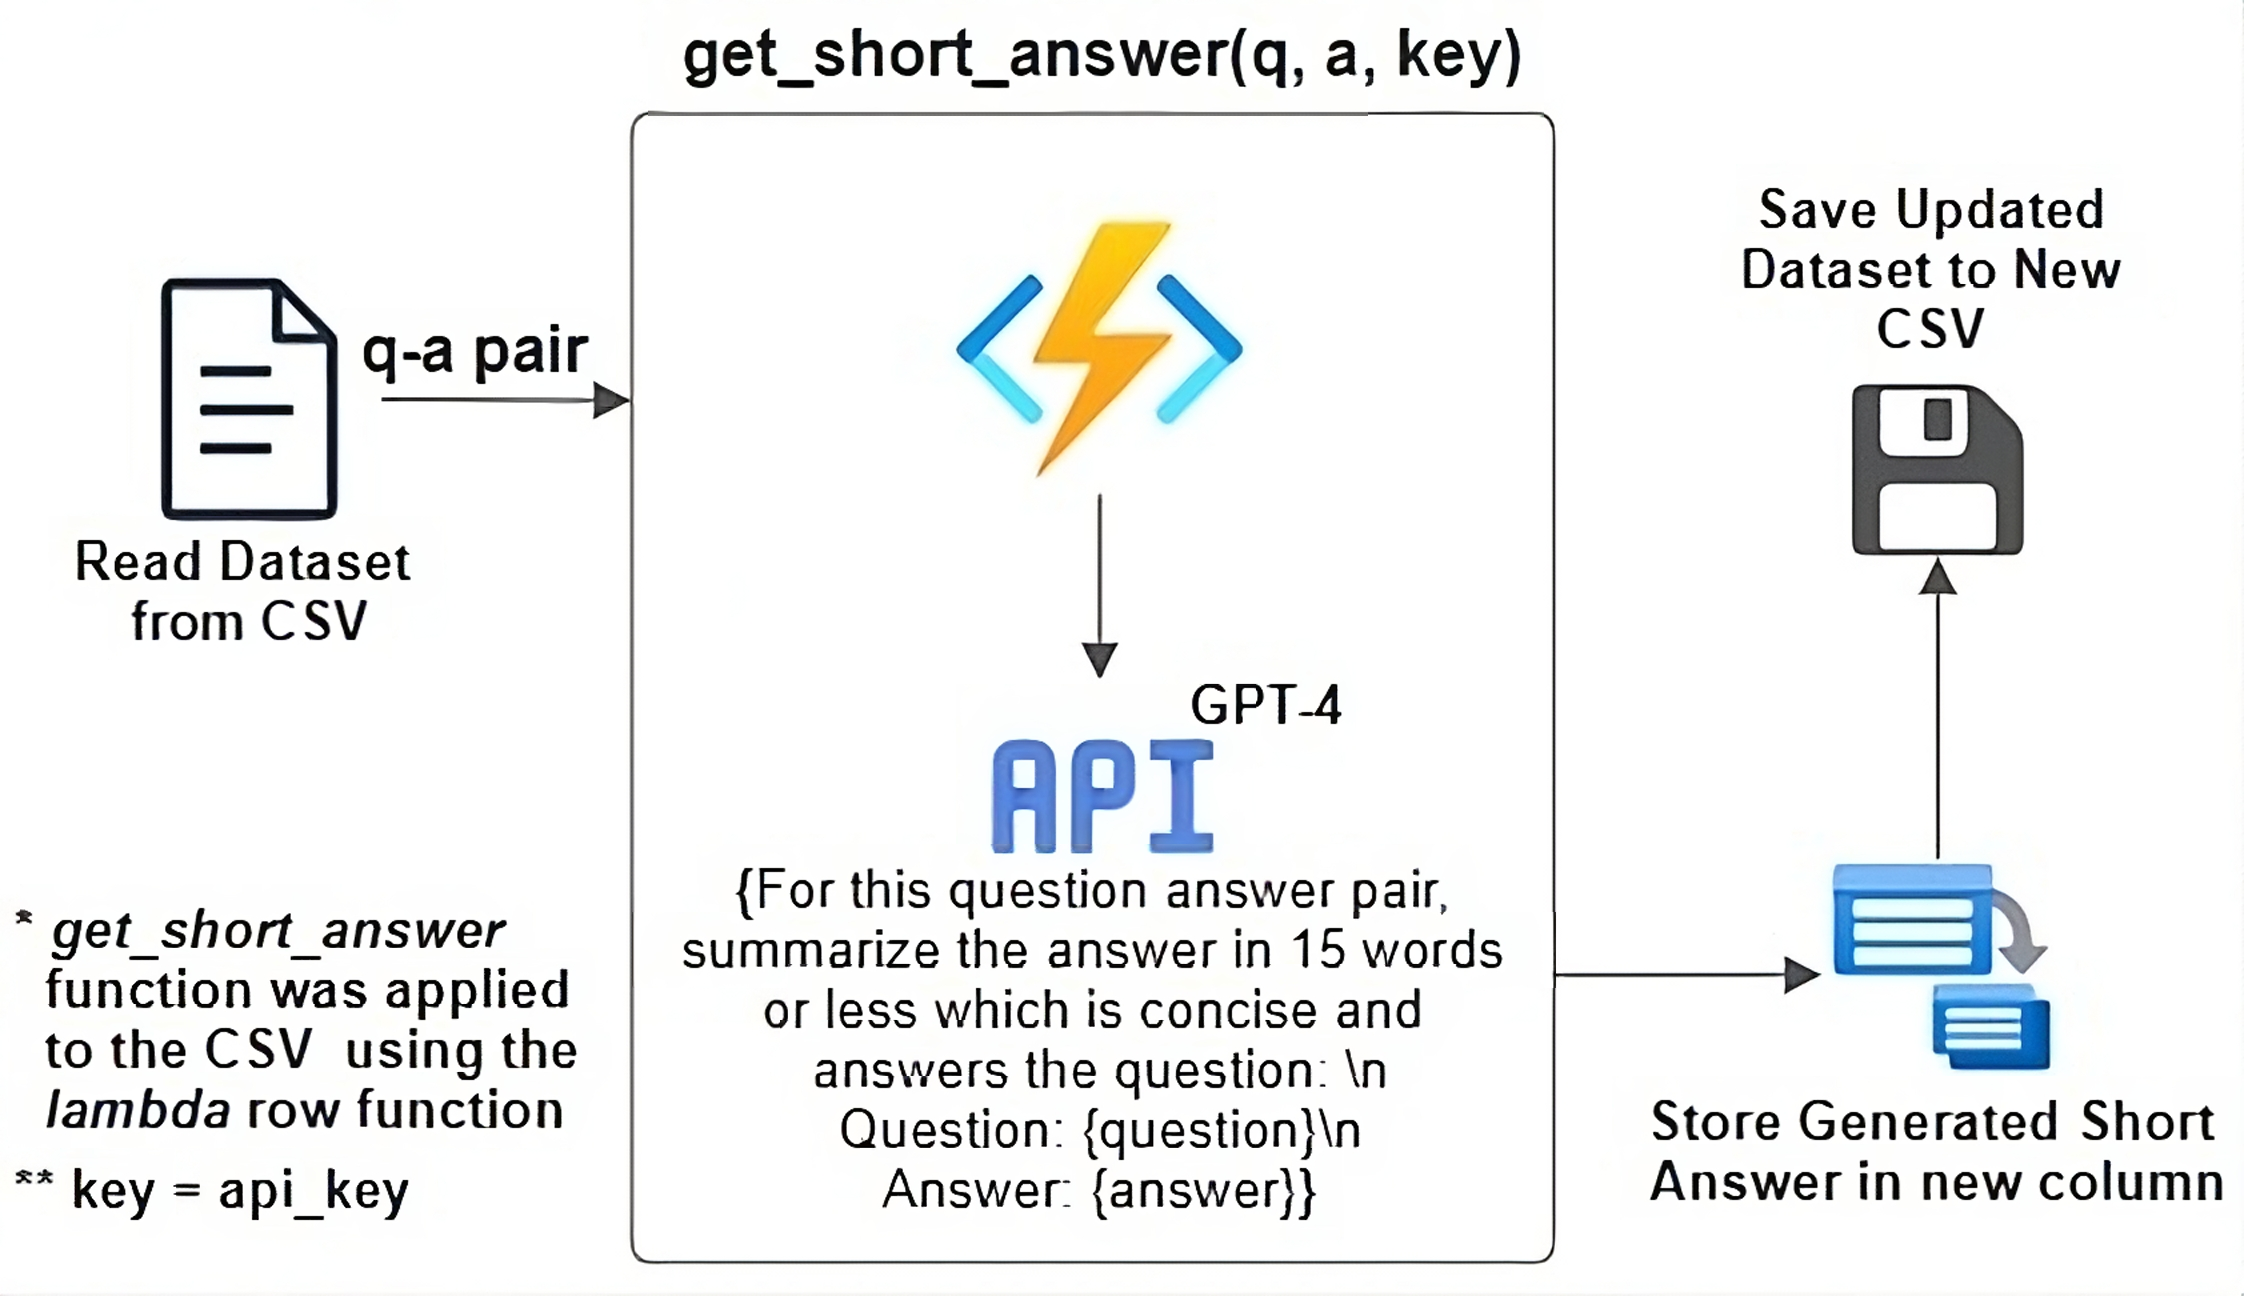 get_short_answer(q, a, key)
q-a pair
Read Dataset
from CSV
* get_short_answer
function was applied
to the CSV using the
lambda row function
** key = api_key
GPT-4
API
{For this question answer pair,
summarize the answer in 15 words
or less which is concise and
answers the question: \n
Question: {question}\n
Answer: {answer}}
Save Updated
Dataset to New
CSV
Store Generated Short
Answer in new column